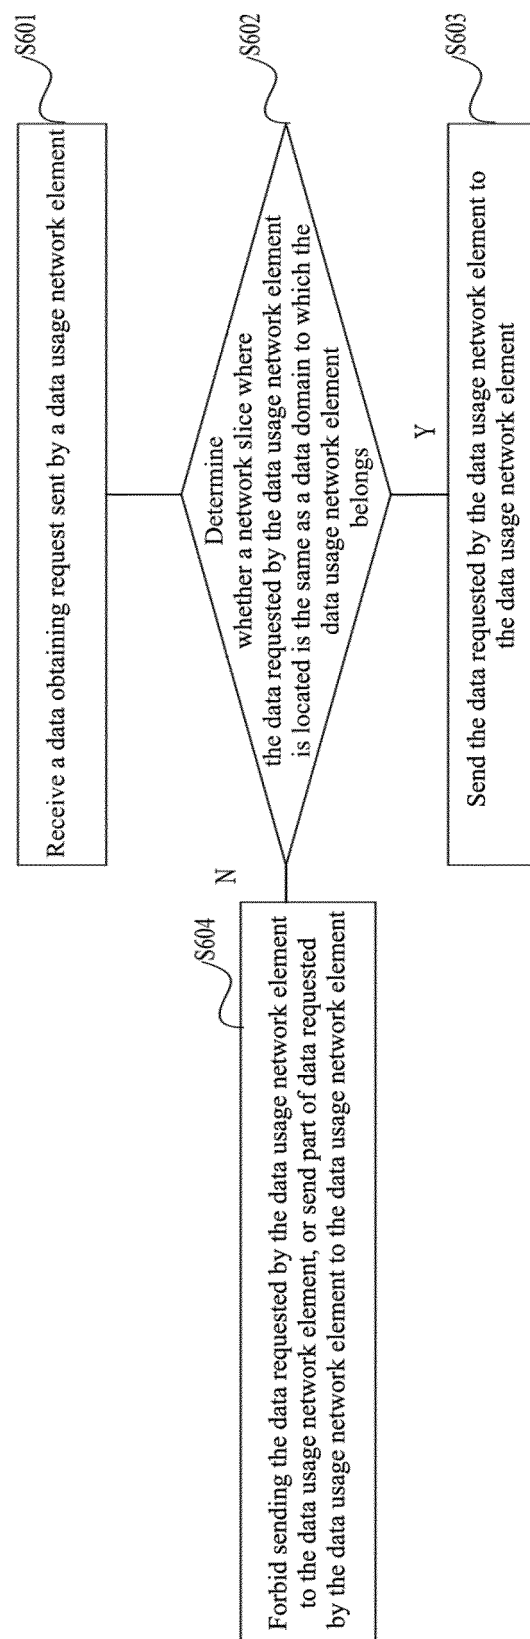 S601
Receive a data obtaining request sent by a data usage network element
S602
Determine
whether a network slice where
the data requested by the data usage network element
is located is the same as a data domain to which the
data usage network element
belongs
Y
S603
Send the data requested by the data usage network element to
the data usage network element
N
S604
Forbid sending the data requested by the data usage network element
to the data usage network element, or send part of data requested
by the data usage network element to the data usage network element